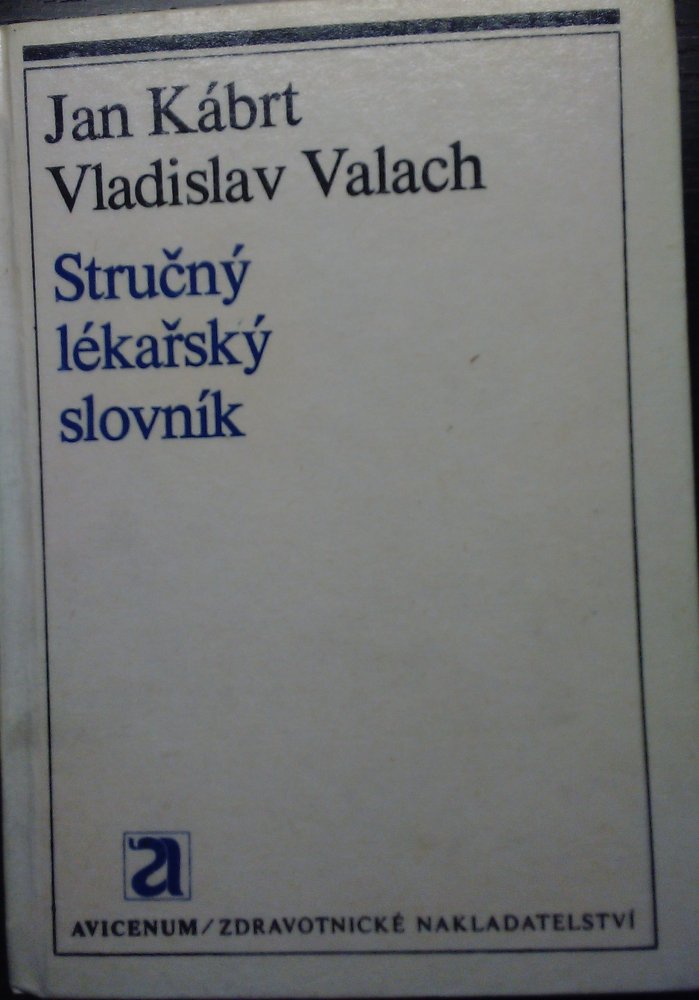 Jan Kábrt
Vladislav Valach
Stručný
lékařský
slovník
a
AVICENUM/ZDRAVOTNICKÉ NAKLADATELSTVÍ